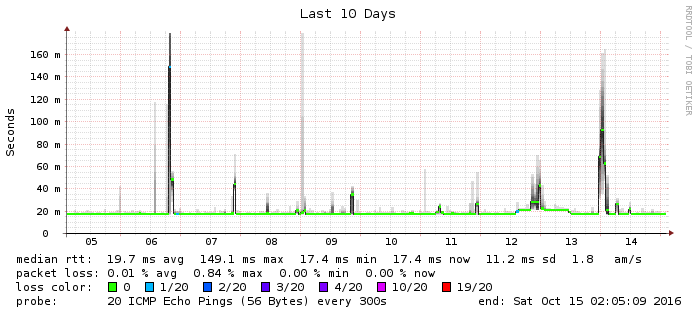 Last 10 Days
RRDTOOL / TOBI OETIKER
Seconds
160 m
140 m
120 m
100 m
80 m
60 m
40 m
20 m
0
05 06 07 08 09 10 11 12 13 14
median rtt: 19.7 ms avg 149.1 ms max 17.4 ms min 17.4 ms now 11.2 ms sd 1.8 am/s
packet loss: 0.01 % avg 0.84 % max 0.00 % min 0.00 % now
loss color: 0 1/20 2/20 3/20 4/20 10/20 19/20
probe: 20 ICMP Echo Pings (56 Bytes) every 300s end: Sat Oct 15 02:05:09 2016